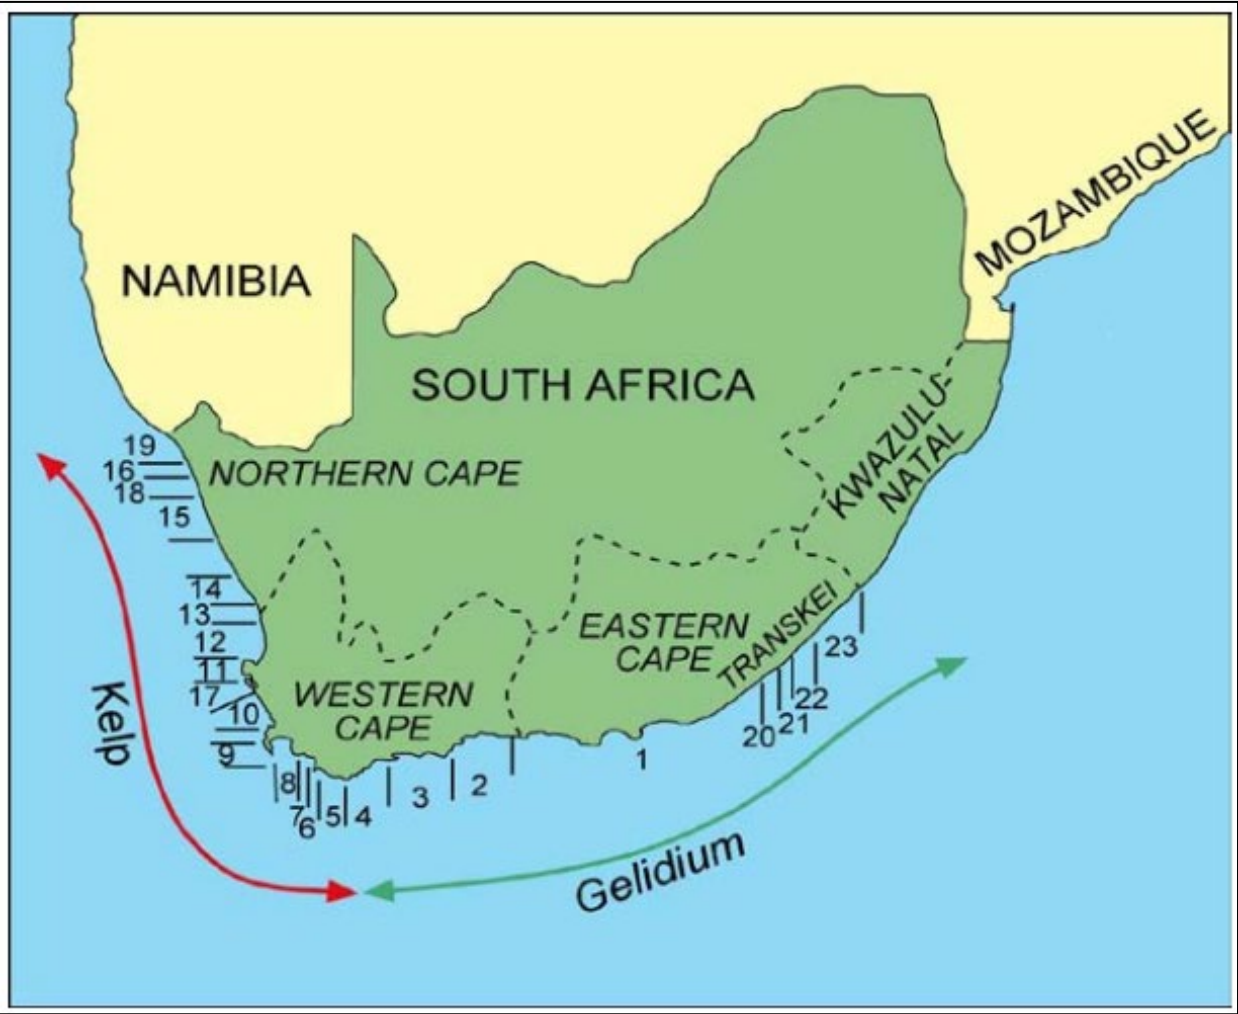 MOZAMBIQUE
NAMIBIA
SOUTH AFRICA
KWAZULU-
NATAL
NORTHERN CAPE
19
16
18
15
14
13
12
11
17
10
9
EASTERN
CAPE
TRANSKEI
WESTERN
CAPE
23
22
21
20
1
2
3
4
5
6
7
8
Kelp
Gelidium